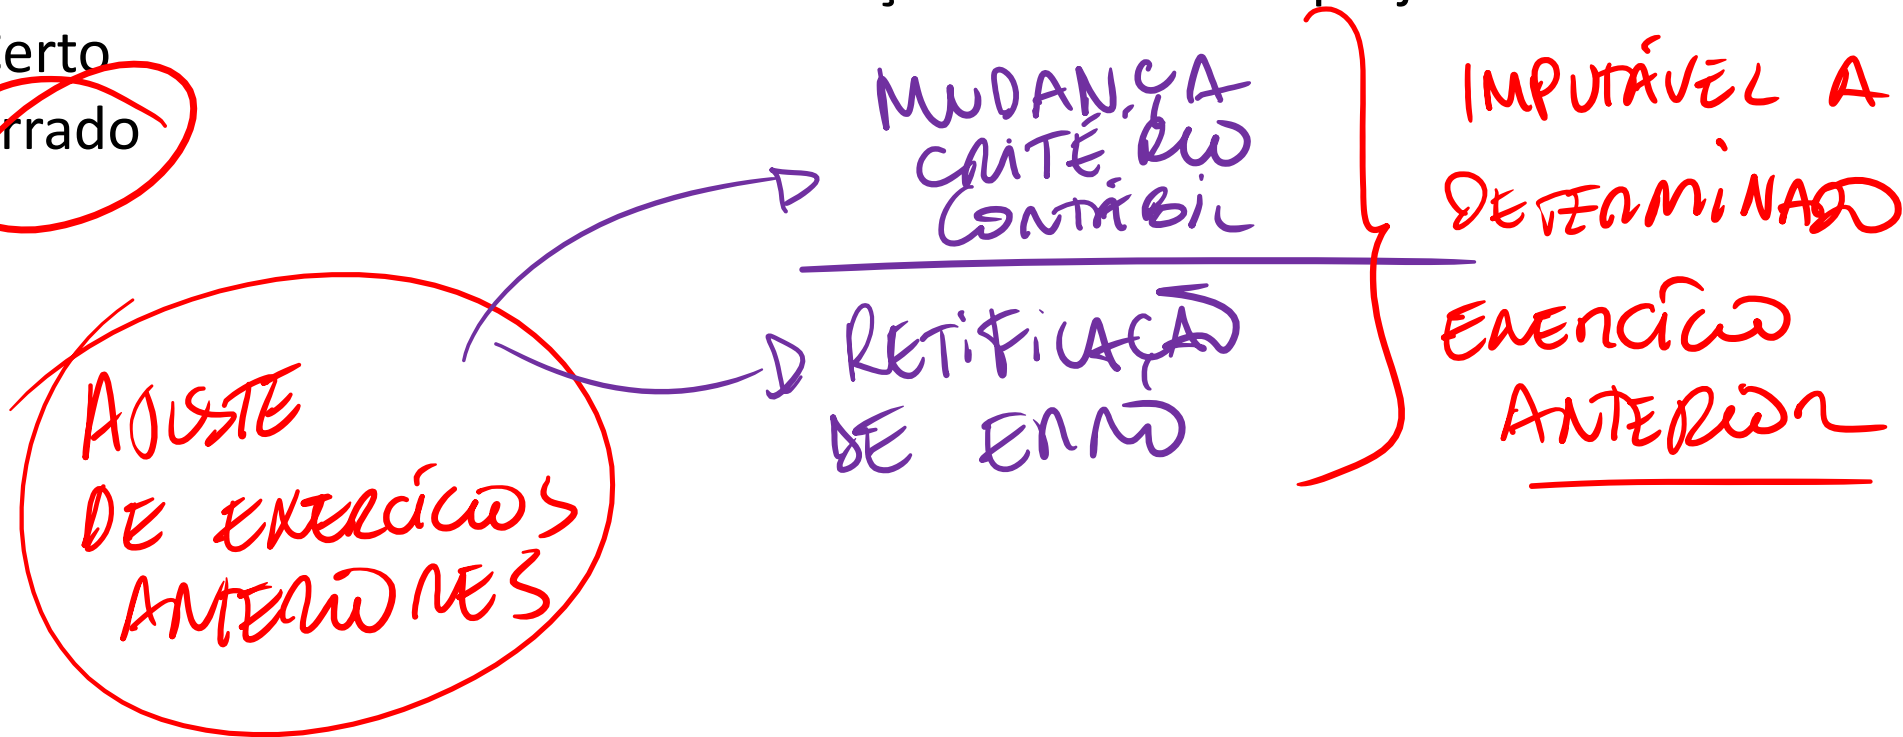 erto
rrado
MUDANÇA
CRITÉRIO
CONTÁBIL
RETIFICAÇÃO
DE ERRO
IMPUTÁVEL A
DETERMINADO
EXERCÍCIO
ANTERIOR
AJUSTE
DE EXERCÍCIOS
ANTERIORES